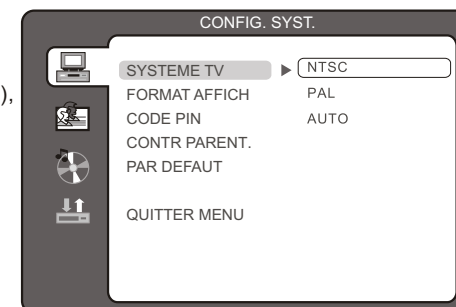 CONFIG. SYST.
),
SYSTEME TV
NTSC
FORMAT AFFICH
PAL
CODE PIN
AUTO
CONTR PARENT.
PAR DEFAUT
QUITTER MENU